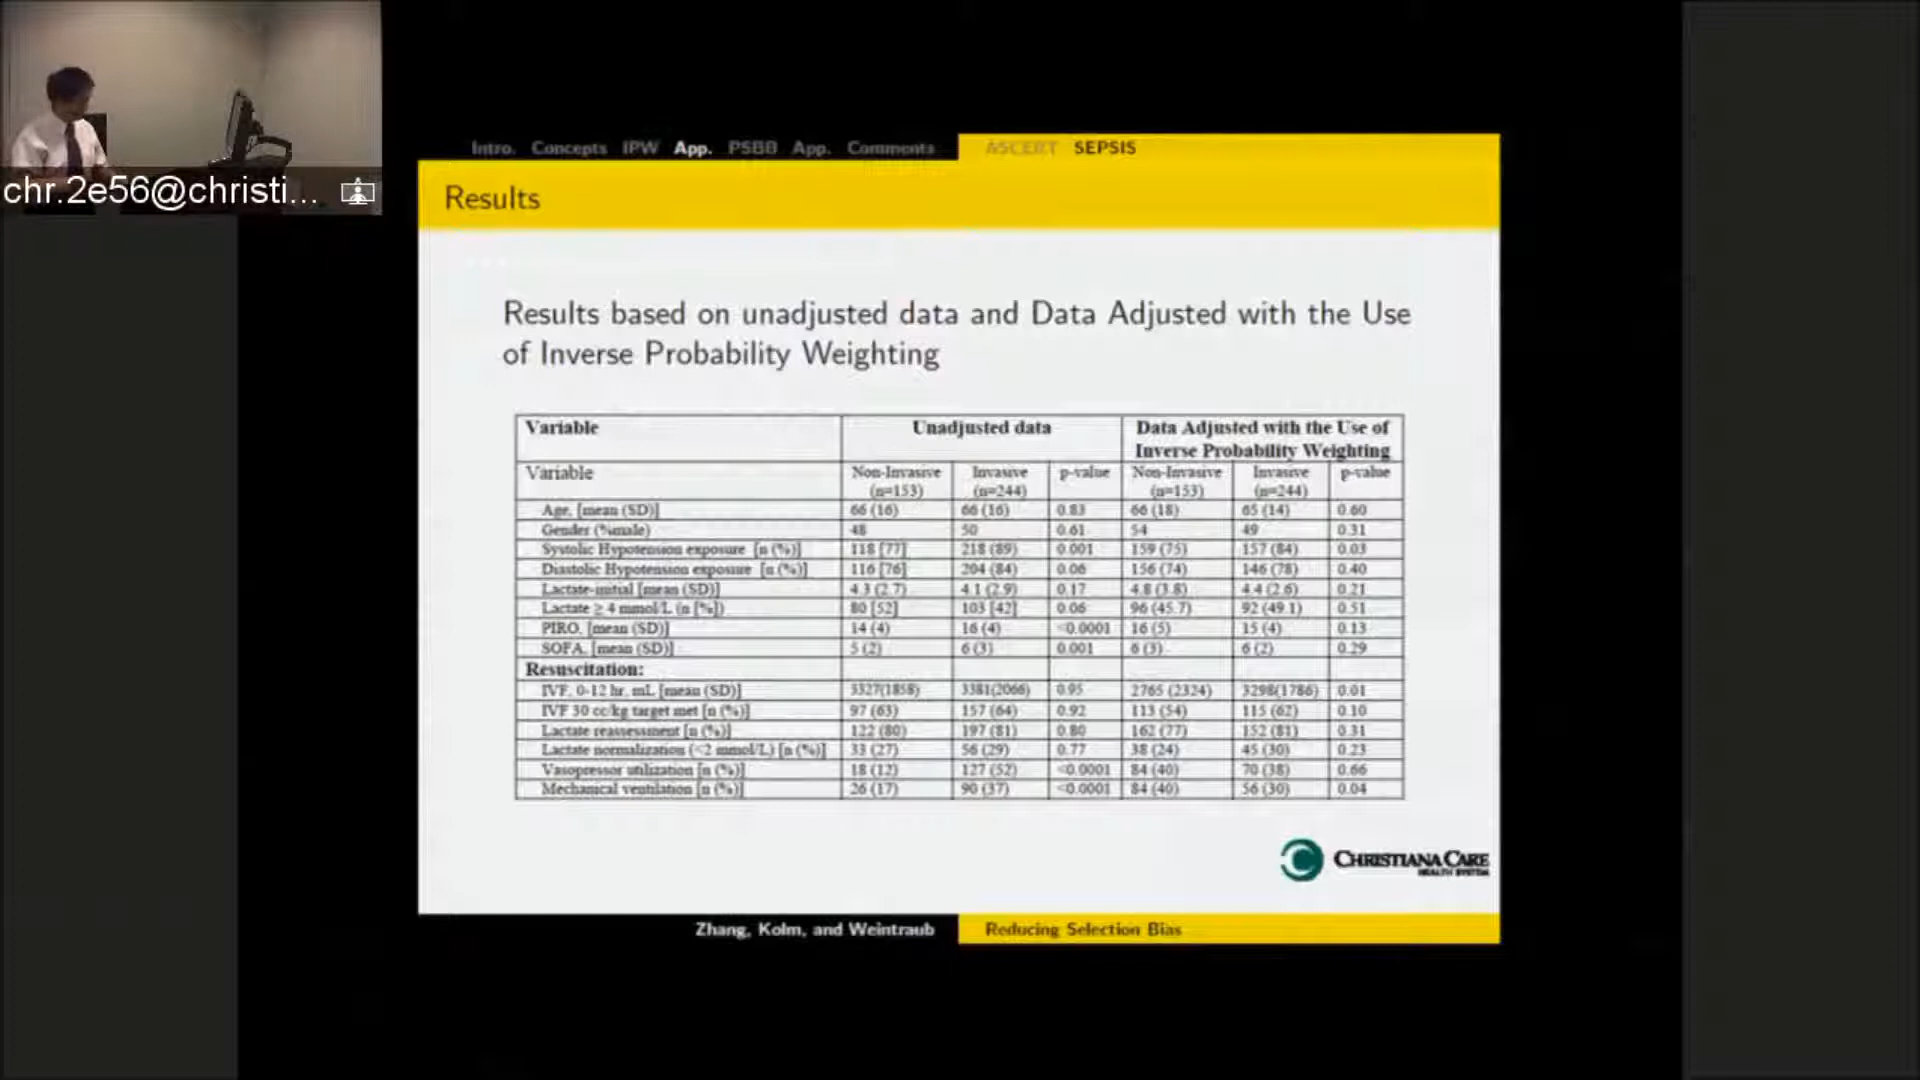 chr.2e56@christi...
Intro. Concepts IPW App. PSBB App. Comments ASCERT SEPSIS
Results
Results based on unadjusted data and Data Adjusted with the Use
of Inverse Probability Weighting
Variable Unadjusted data Data Adjusted with the Use of
Inverse Probability Weighting
Variable Non-Invasive Invasive p-value Non-Invasive Invasive p-value
(n=153) (n=244) (n=153) (n=244)
Age, [mean (SD)] 66 (16) 66 (16) 0.83 66 (18) 65 (14) 0.60
Gender (%male) 48 50 0.61 54 49 0.31
Systolic Hypotension exposure [n (%)] 118 [77] 218 (89) 0.001 159 (75) 157 (84) 0.03
Diastolic Hypotension exposure [n (%)] 116 [76] 204 (84) 0.06 156 (74) 146 (78) 0.40
Lactate-initial [mean (SD)] 4.3 (2.7) 4.1 (2.9) 0.17 4.8 (3.8) 4.4 (2.6) 0.21
Lactate ≥ 4 mmol/L (n [%]) 80 [52] 103 [42] 0.06 96 (45.7) 92 (49.1) 0.51
PIRO, [mean (SD)] 14 (4) 16 (4) <0.0001 16 (5) 15 (4) 0.13
SOFA, [mean (SD)] 5 (2) 6 (3) 0.001 6 (3) 6 (2) 0.29
Resuscitation:
IVF, 0-12 hr, mL [mean (SD)] 3327(1858) 3381(2066) 0.95 2765 (2324) 3298(1786) 0.01
IVF 30 cc/kg target met [n (%)] 97 (63) 157 (64) 0.92 113 (54) 115 (62) 0.10
Lactate reassessment [n (%)] 122 (80) 197 (81) 0.80 162 (77) 152 (81) 0.31
Lactate normalization (<2 mmol/L) [n (%)] 33 (27) 56 (29) 0.77 38 (24) 45 (30) 0.23
Vasopressor utilization [n (%)] 18 (12) 127 (52) <0.0001 84 (40) 70 (38) 0.66
Mechanical ventilation [n (%)] 26 (17) 90 (37) <0.0001 84 (40) 56 (30) 0.04
CHRISTIANA CARE
HEALTH SYSTEM
Zhang, Kolm, and Weintraub Reducing Selection Bias